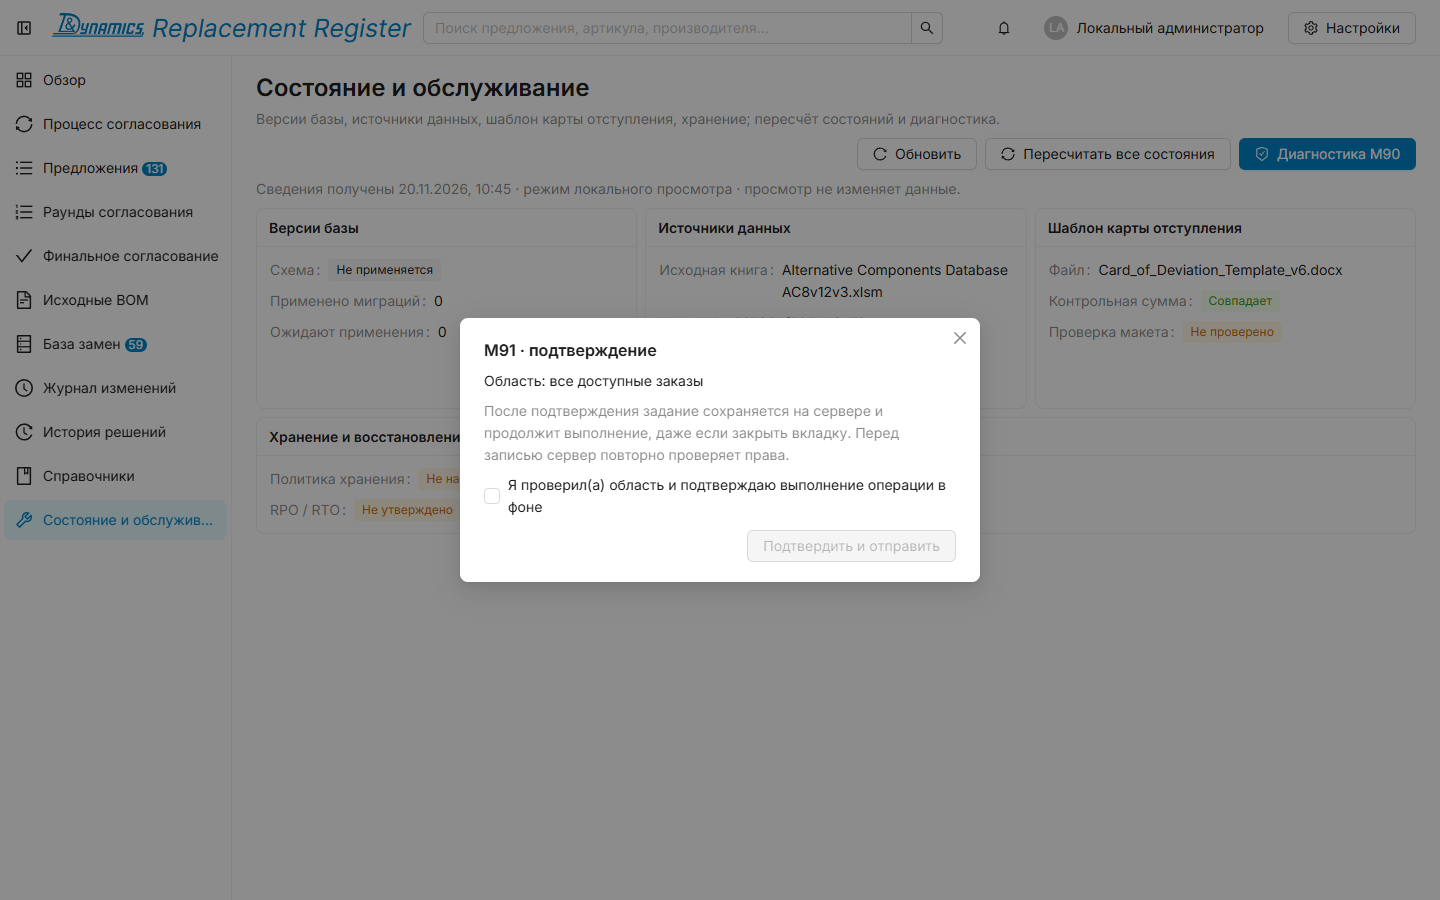 Dynamics Replacement Register
Поиск предложения, артикула, производителя...
LA Локальный администратор
Настройки
Обзор
Процесс согласования
Предложения 131
Раунды согласования
Финальное согласование
Исходные BOM
База замен 59
Журнал изменений
История решений
Справочники
Состояние и обслужив...
Состояние и обслуживание
Версии базы, источники данных, шаблон карты отступления, хранение; пересчёт состояний и диагностика.
Обновить
Пересчитать все состояния
Диагностика M90
Сведения получены 20.11.2026, 10:45 · режим локального просмотра · просмотр не изменяет данные.
Версии базы
Схема: Не применяется
Применено миграций: 0
Ожидают применения: 0
Источники данных
Исходная книга: Alternative Components Database
AC8v12v3.xlsm
Шаблон карты отступления
Файл: Card_of_Deviation_Template_v6.docx
Контрольная сумма: Совпадает
Проверка макета: Не проверено
Хранение и восстановлени
Политика хранения: Не на
RPO / RTO: Не утверждено
M91 · подтверждение
Область: все доступные заказы
После подтверждения задание сохраняется на сервере и
продолжит выполнение, даже если закрыть вкладку. Перед
записью сервер повторно проверяет права.
Я проверил(а) область и подтверждаю выполнение операции в
фоне
Подтвердить и отправить